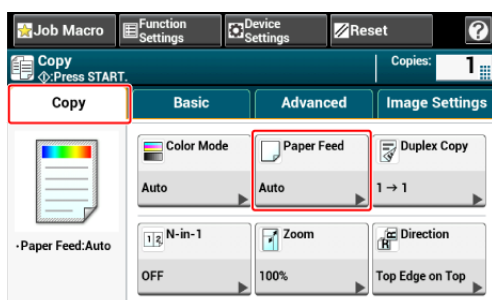 Job Macro
Function
Settings
Device
Settings
Reset
?
Copy
:Press START.
Copies:
1
Copy
Basic
Advanced
Image Settings
Color Mode
Auto
Paper Feed
Auto
Duplex Copy
1 → 1
·Paper Feed:Auto
12 N-in-1
OFF
Zoom
100%
Direction
Top Edge on Top